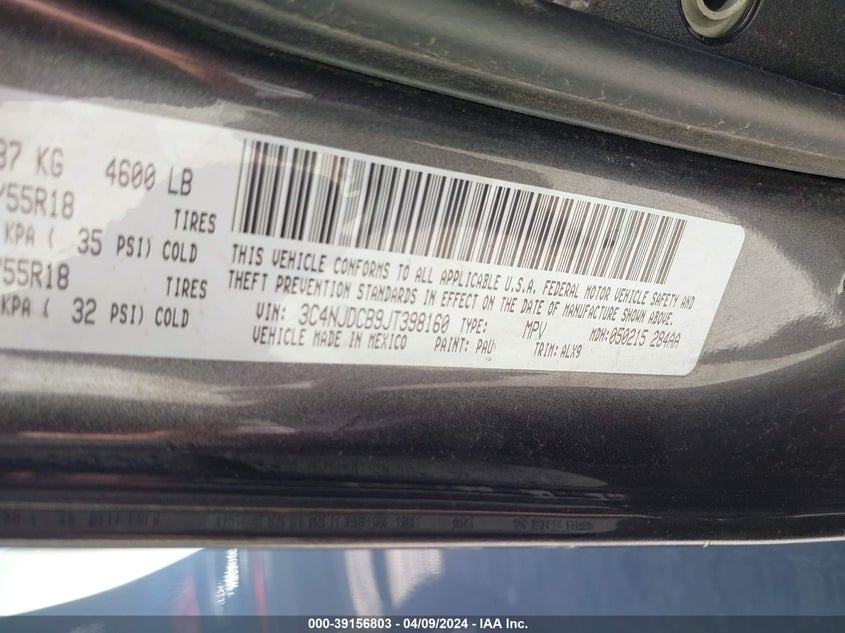 87 KG 4600 LB
/55R18 TIRES
KPA ( 35 PSI) COLD
/55R18 TIRES
KPA ( 32 PSI) COLD
THIS VEHICLE CONFORMS TO ALL APPLICABLE U.S.A. FEDERAL MOTOR VEHICLE SAFETY AND
THEFT PREVENTION STANDARDS IN EFFECT ON THE DATE OF MANUFACTURE SHOWN ABOVE.
VIN: 3C4NJDCB9JT398160 TYPE: MPV MDH:050215 284AA
VEHICLE MADE IN MEXICO PAINT: PAU TRIM: ALX9
000-39156803 - 04/09/2024 - IAA Inc.